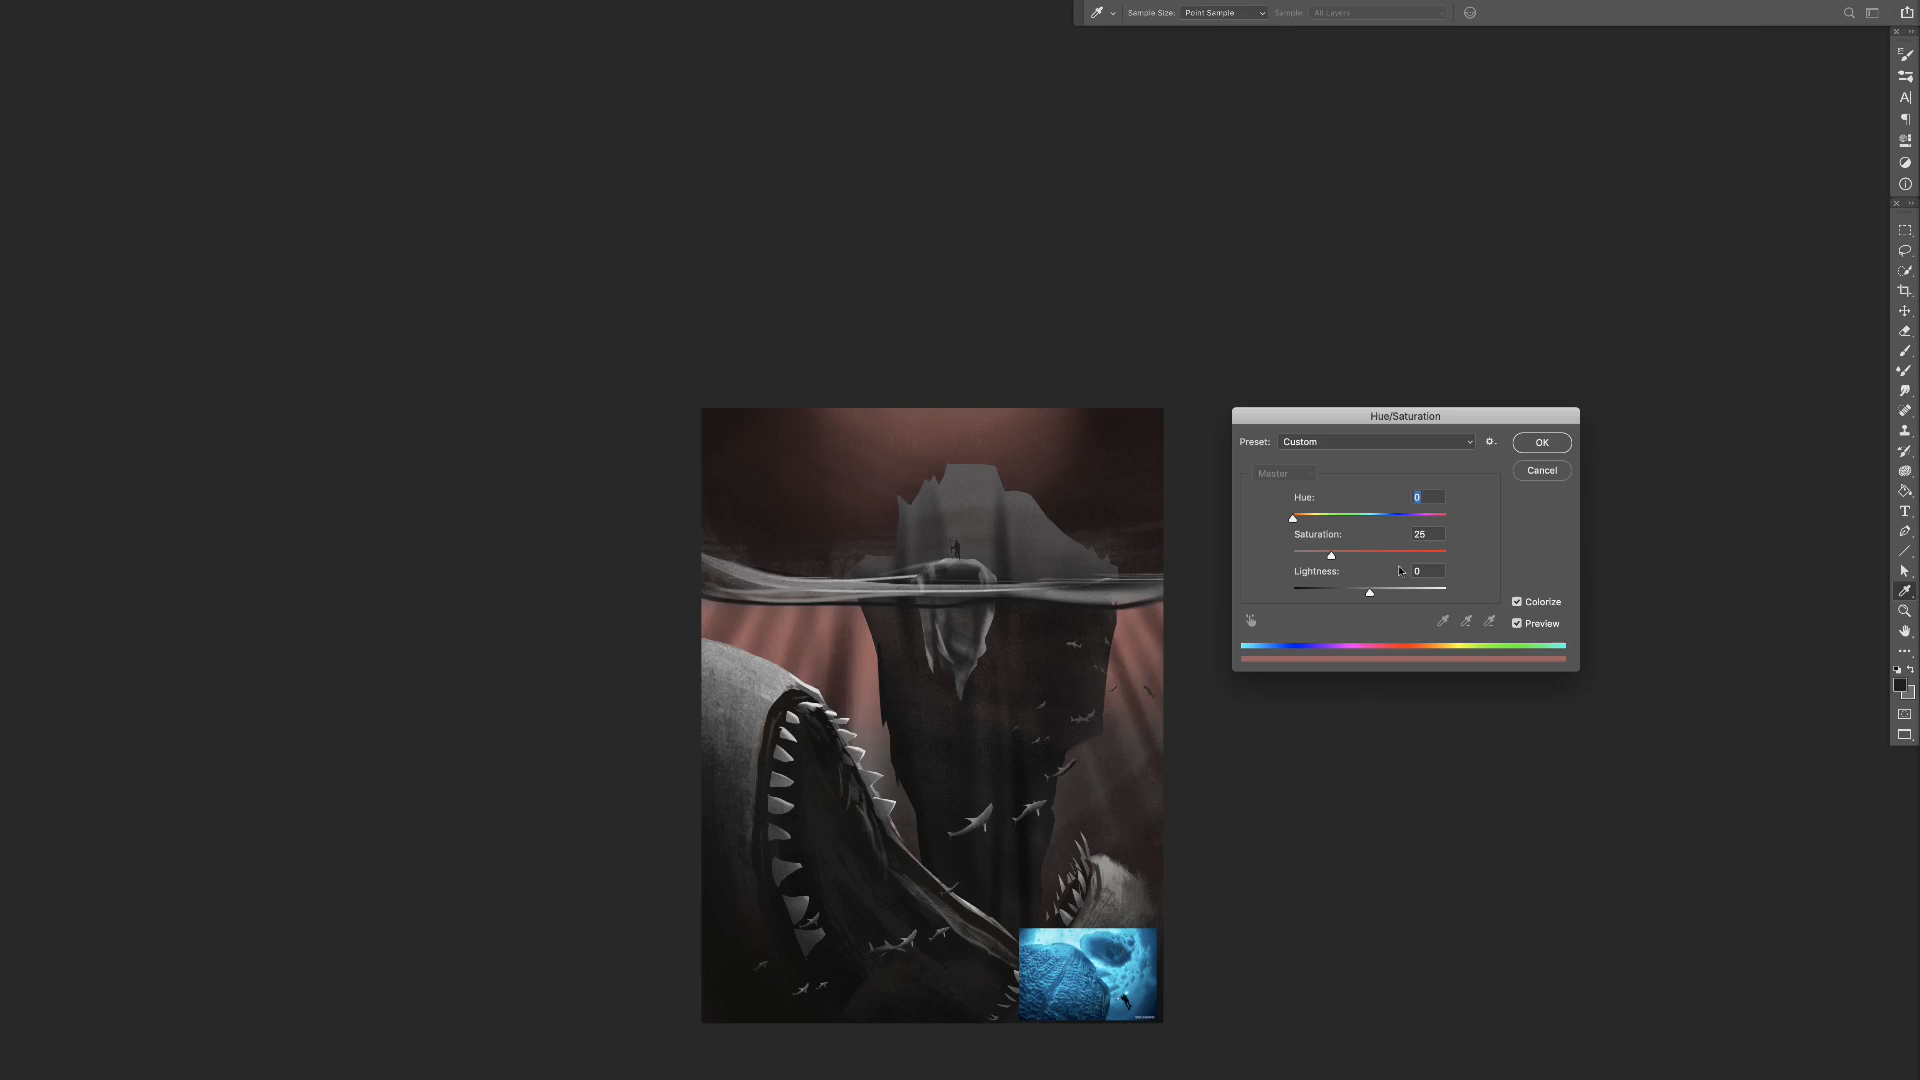 Sample Size: Point Sample Sample: All Layers
Hue/Saturation
Preset: Custom
OK
Master
Cancel
Hue: 0
Saturation: 25
Lightness: 0
Colorize
Preview